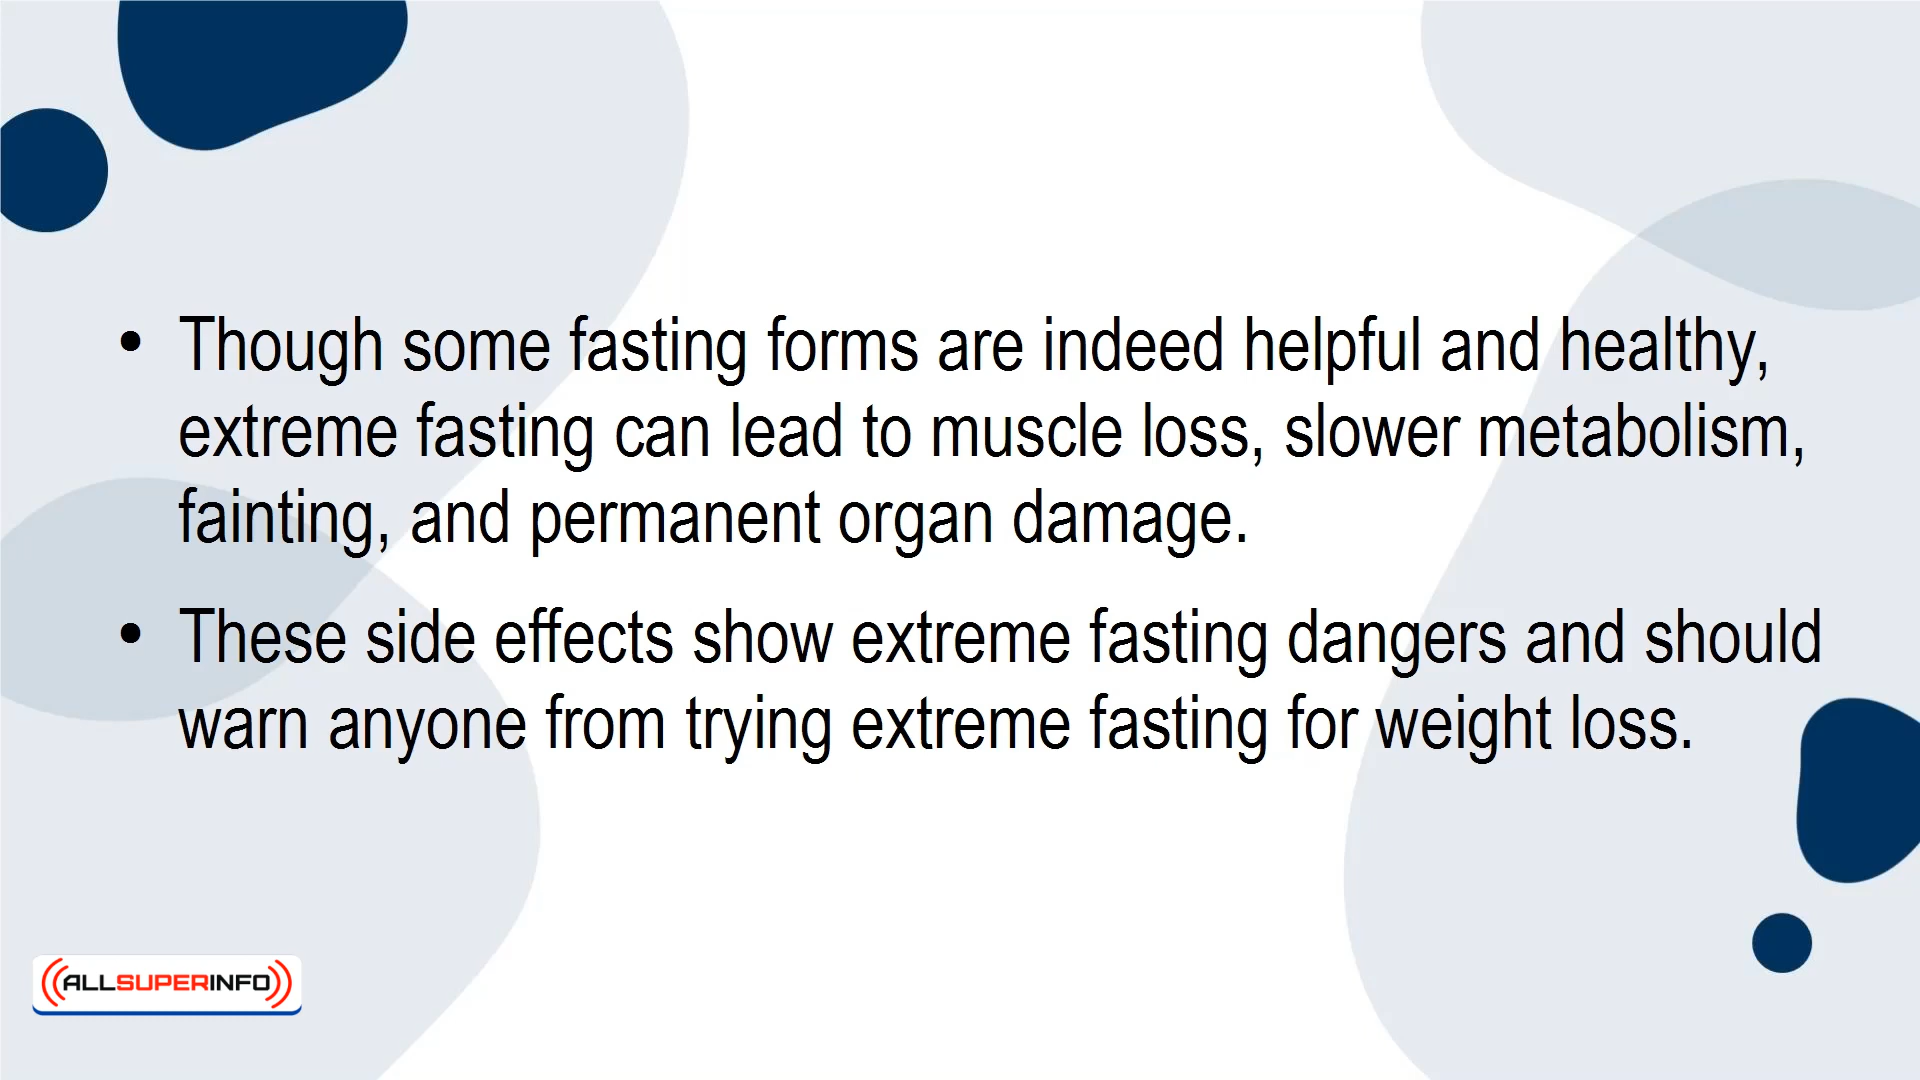 • Though some fasting forms are indeed helpful and healthy,
extreme fasting can lead to muscle loss, slower metabolism,
fainting, and permanent organ damage.
• These side effects show extreme fasting dangers and should
warn anyone from trying extreme fasting for weight loss.
ALLSUPERINFO